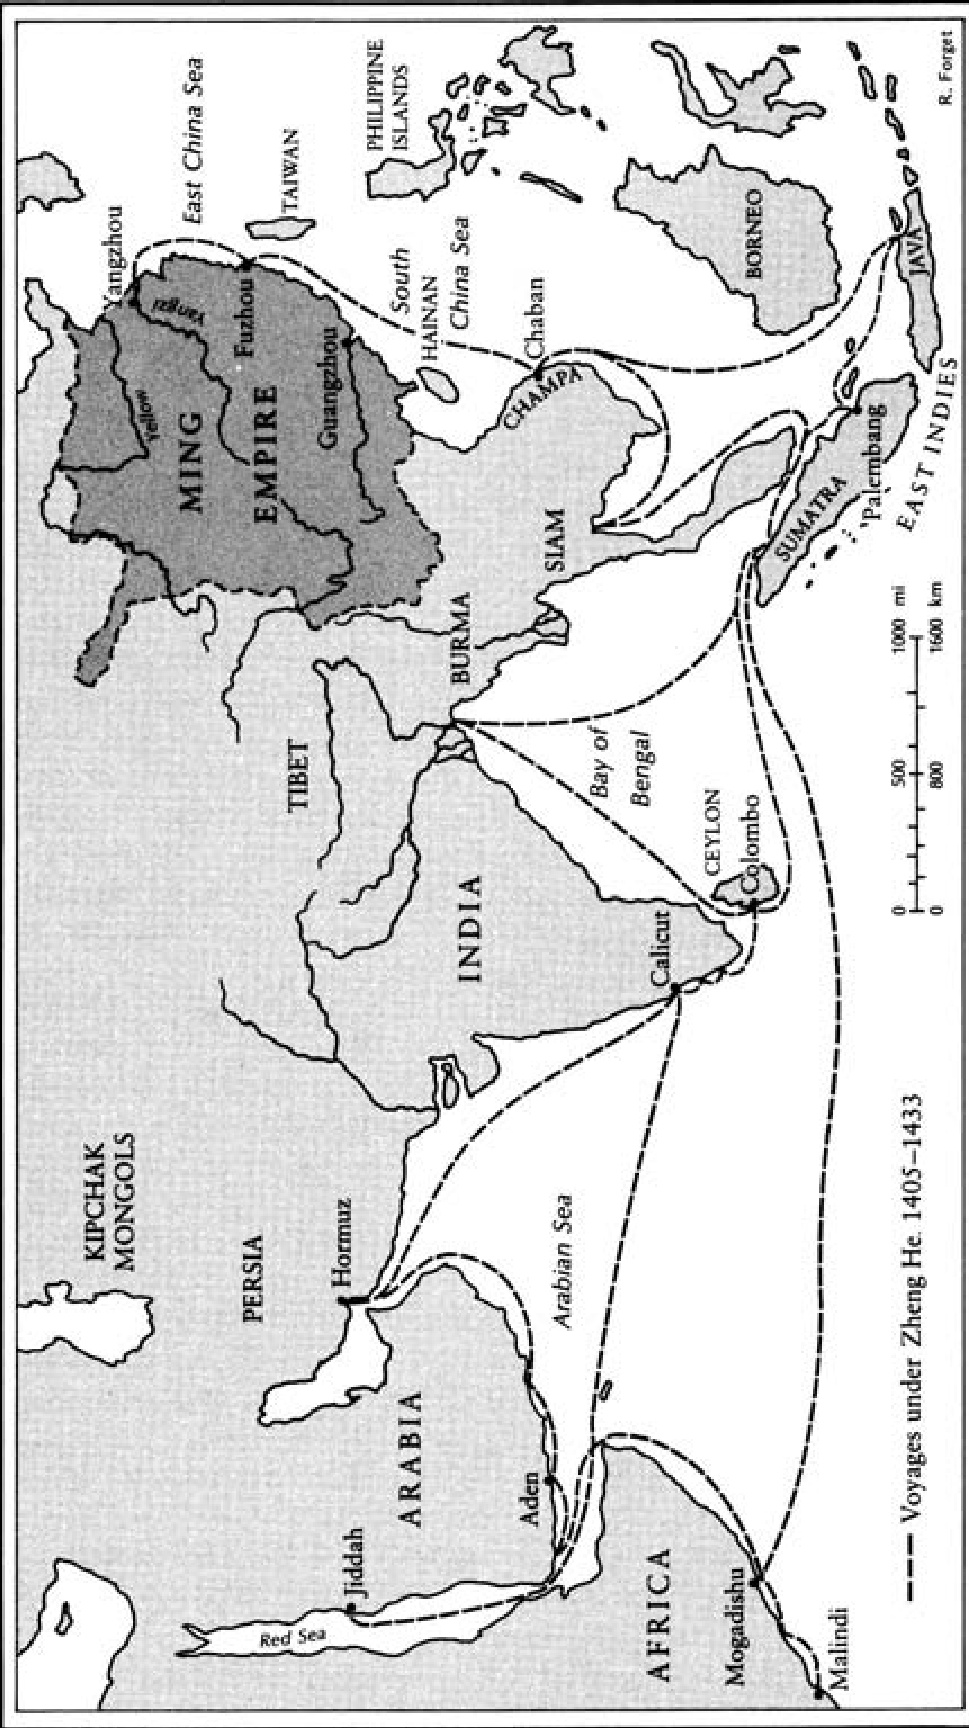 KIPCHAK
MONGOLS
PERSIA
Hormuz
ARABIA
Jiddah
Red Sea
Aden
AFRICA
Mogadishu
Malindi
Arabian Sea
TIBET
INDIA
Calicut
CEYLON
Colombo
Bay of
Bengal
BURMA
SIAM
MING
EMPIRE
Yellow
Yangzi
Yangzhou
Fuzhou
Guangzhou
East China Sea
TAIWAN
South
China Sea
HAINAN
CHAMPA
Chaban
PHILIPPINE
ISLANDS
BORNEO
SUMATRA
Palembang
JAVA
EAST INDIES
Voyages under Zheng He. 1405–1433
0 500 1000 mi
0 800 1600 km
R. Forget